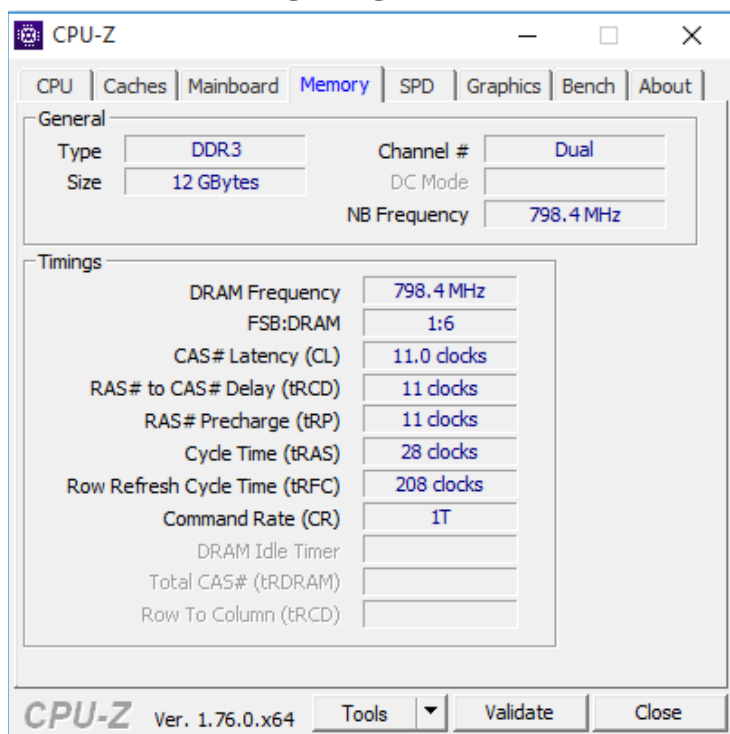 CPU-Z
CPU Caches Mainboard Memory SPD Graphics Bench About
General
Type DDR3 Channel # Dual
Size 12 GBytes DC Mode
NB Frequency 798.4 MHz
Timings
DRAM Frequency 798.4 MHz
FSB:DRAM 1:6
CAS# Latency (CL) 11.0 clocks
RAS# to CAS# Delay (tRCD) 11 clocks
RAS# Precharge (tRP) 11 clocks
Cycle Time (tRAS) 28 clocks
Row Refresh Cycle Time (tRFC) 208 clocks
Command Rate (CR) 1T
DRAM Idle Timer
Total CAS# (tRDRAM)
Row To Column (tRCD)
CPU-Z Ver. 1.76.0.x64 Tools Validate Close